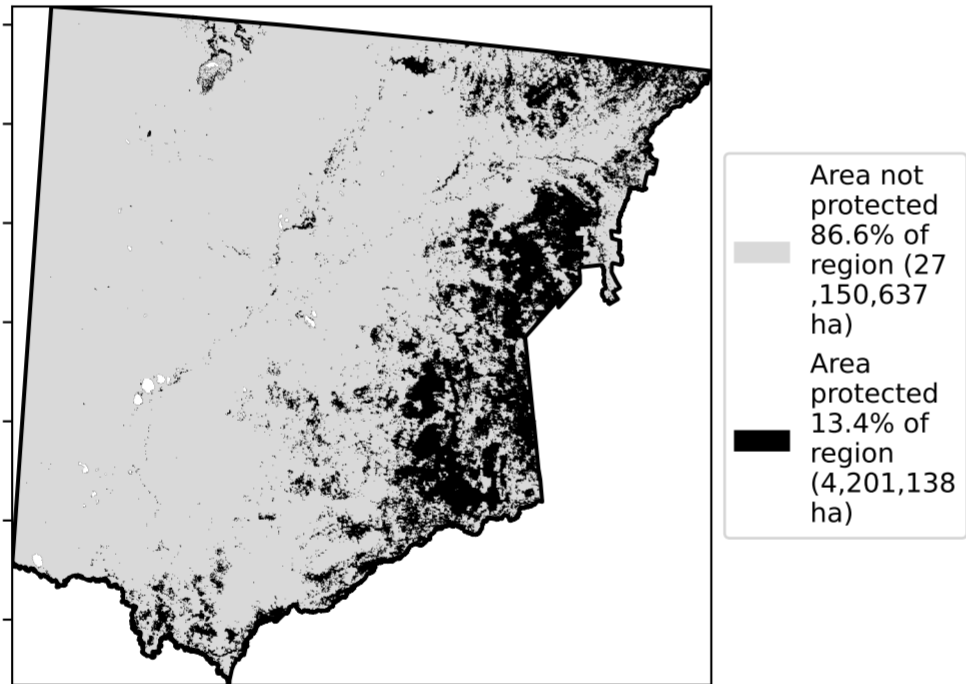 Area not
protected
86.6% of
region (27
,150,637
ha)
Area
protected
13.4% of
region
(4,201,138
ha)